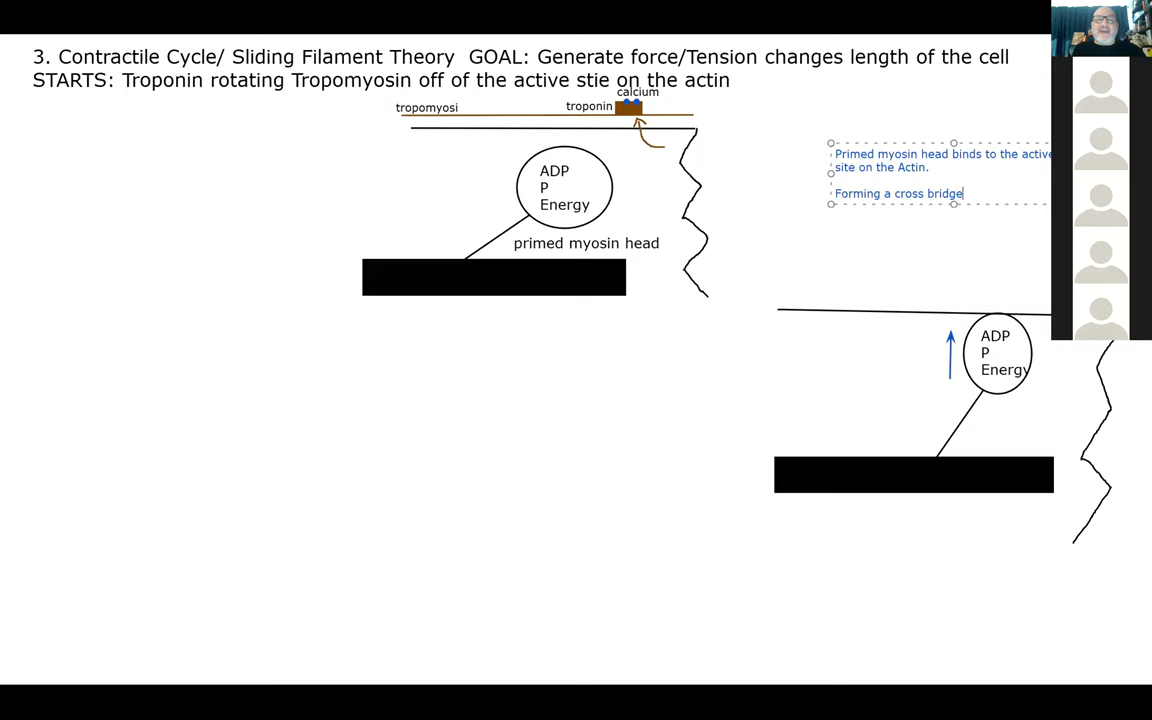 3. Contractile Cycle/ Sliding Filament Theory  GOAL: Generate force/Tension changes length of the cell
STARTS: Troponin rotating Tropomyosin off of the active stie on the actin
calcium
tropomyosi
troponin
ADP
P
Energy
primed myosin head
Primed myosin head binds to the active
site on the Actin.
Forming a cross bridge
ADP
P
Energy